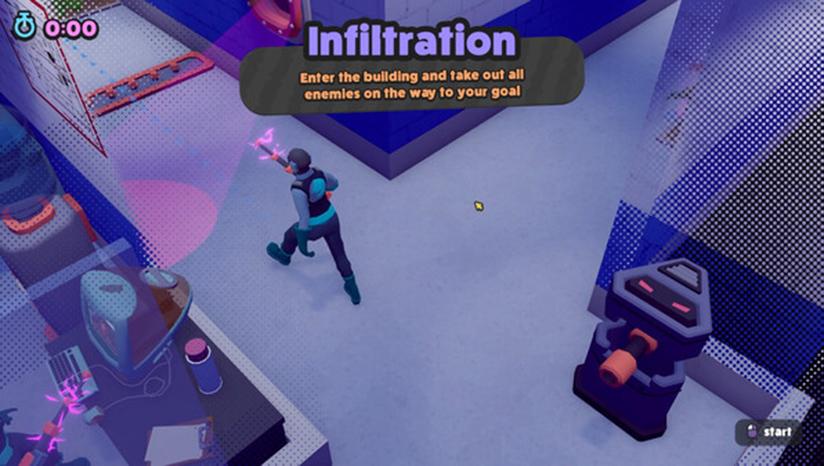 0:00
Infiltration
Enter the building and take out all
enemies on the way to your goal
start